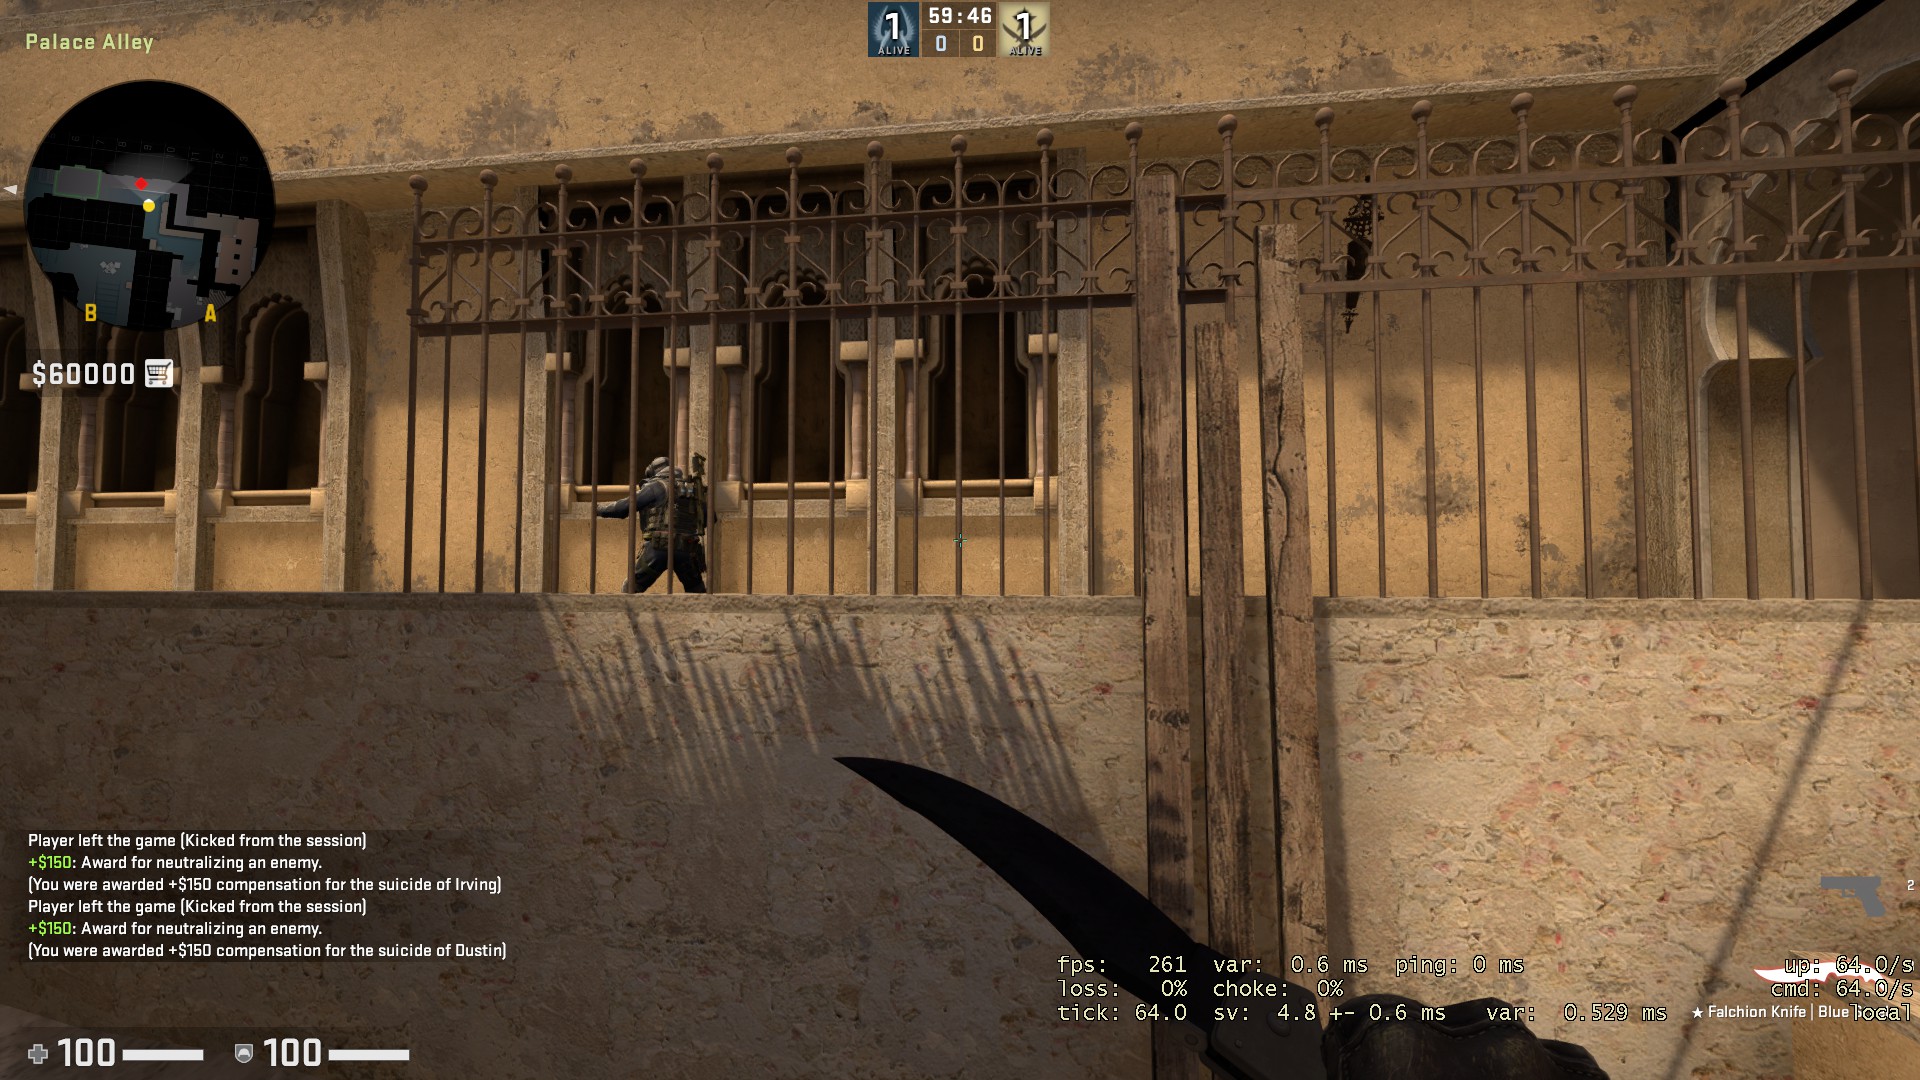 Palace Alley
1 59:46 1
ALIVE 0 0 ALIVE
B A
$60000
Player left the game (Kicked from the session)
+$150: Award for neutralizing an enemy.
(You were awarded +$150 compensation for the suicide of Irving)
Player left the game (Kicked from the session)
+$150: Award for neutralizing an enemy.
(You were awarded +$150 compensation for the suicide of Dustin)
2
fps: 261 var: 0.6 ms ping: 0 ms up: 64.0/s
loss: 0% choke: 0% cmd: 64.0/s
tick: 64.0 sv: 4.8 +- 0.6 ms var: 0.529 ms local
★ Falchion Knife | Blue
100 100